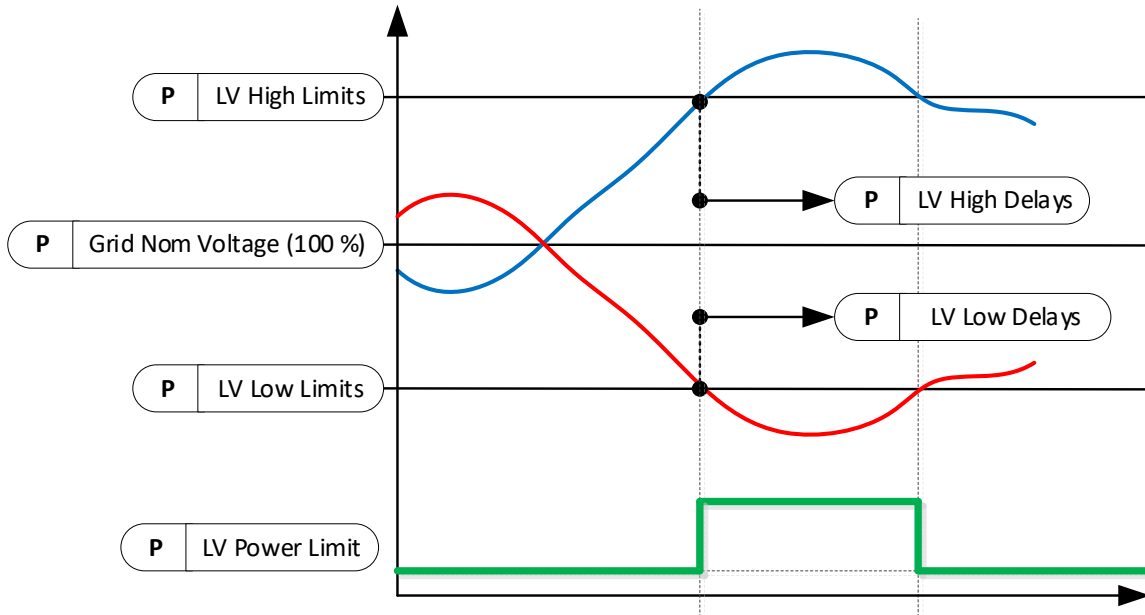 P LV High Limits
P LV High Delays
P Grid Nom Voltage (100 %)
P LV Low Delays
P LV Low Limits
P LV Power Limit